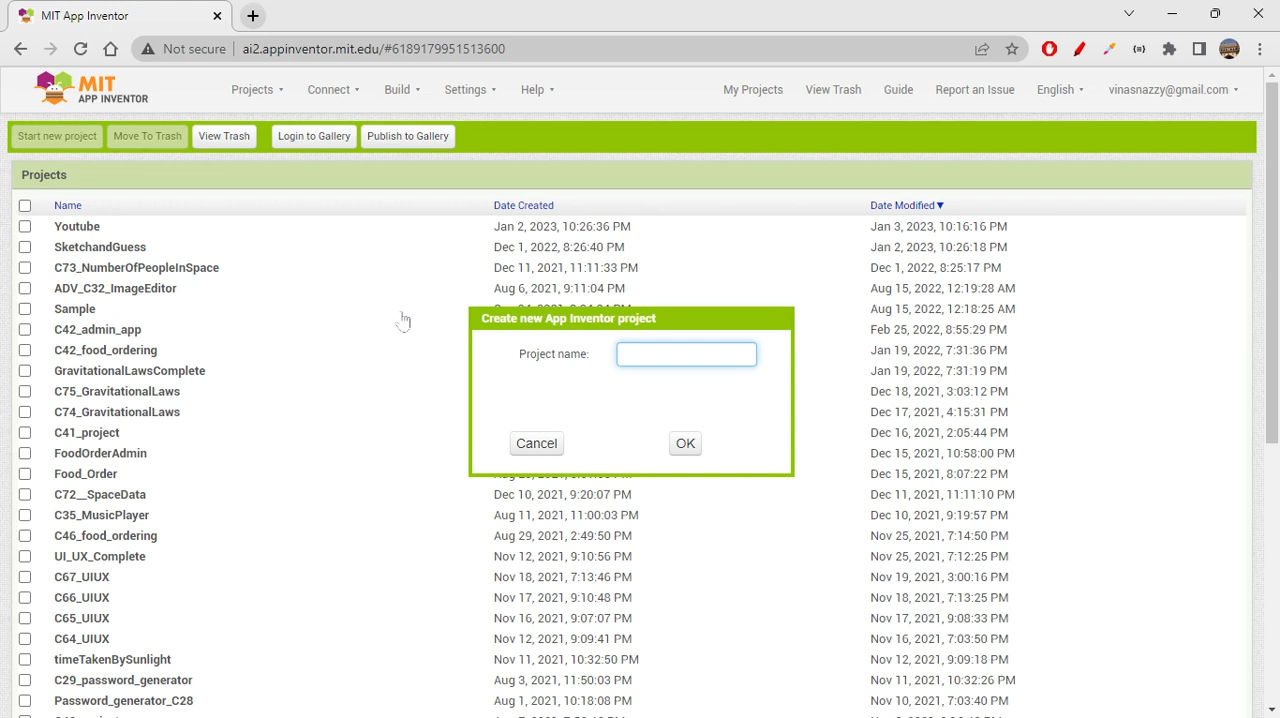 MIT App Inventor
Not secure ai2.appinventor.mit.edu/#6189179951513600
MIT APP INVENTOR Projects Connect Build Settings Help My Projects View Trash Guide Report an Issue English vinasnazzy@gmail.com
Start new project Move To Trash View Trash Login to Gallery Publish to Gallery
Projects
Name Date Created Date Modified▼
Youtube Jan 2, 2023, 10:26:36 PM Jan 3, 2023, 10:16:16 PM
SketchandGuess Dec 1, 2022, 8:26:40 PM Jan 2, 2023, 10:26:18 PM
C73_NumberOfPeopleInSpace Dec 11, 2021, 11:11:33 PM Dec 1, 2022, 8:25:17 PM
ADV_C32_ImageEditor Aug 6, 2021, 9:11:04 PM Aug 15, 2022, 12:19:28 AM
Sample Aug 15, 2022, 12:18:25 AM
Create new App Inventor project
C42_admin_app Feb 25, 2022, 8:55:29 PM
C42_food_ordering Project name: Jan 19, 2022, 7:31:36 PM
GravitationalLawsComplete Jan 19, 2022, 7:31:19 PM
C75_GravitationalLaws Dec 18, 2021, 3:03:12 PM
C74_GravitationalLaws Dec 17, 2021, 4:15:31 PM
C41_project Dec 16, 2021, 2:05:44 PM
Cancel OK
FoodOrderAdmin Dec 15, 2021, 10:58:00 PM
Food_Order Dec 15, 2021, 8:07:22 PM
C72__SpaceData Dec 10, 2021, 9:20:07 PM Dec 11, 2021, 11:11:10 PM
C35_MusicPlayer Aug 11, 2021, 11:00:03 PM Dec 10, 2021, 9:19:57 PM
C46_food_ordering Aug 29, 2021, 2:49:50 PM Nov 25, 2021, 7:14:50 PM
UI_UX_Complete Nov 12, 2021, 9:10:56 PM Nov 25, 2021, 7:12:25 PM
C67_UIUX Nov 18, 2021, 7:13:46 PM Nov 19, 2021, 3:00:16 PM
C66_UIUX Nov 17, 2021, 9:10:48 PM Nov 18, 2021, 7:13:25 PM
C65_UIUX Nov 16, 2021, 9:07:07 PM Nov 17, 2021, 9:08:33 PM
C64_UIUX Nov 12, 2021, 9:09:41 PM Nov 16, 2021, 7:03:50 PM
timeTakenBySunlight Nov 11, 2021, 10:32:50 PM Nov 12, 2021, 9:09:18 PM
C29_password_generator Aug 3, 2021, 11:50:03 PM Nov 11, 2021, 10:32:26 PM
Password_generator_C28 Aug 1, 2021, 10:18:08 PM Nov 10, 2021, 7:03:40 PM